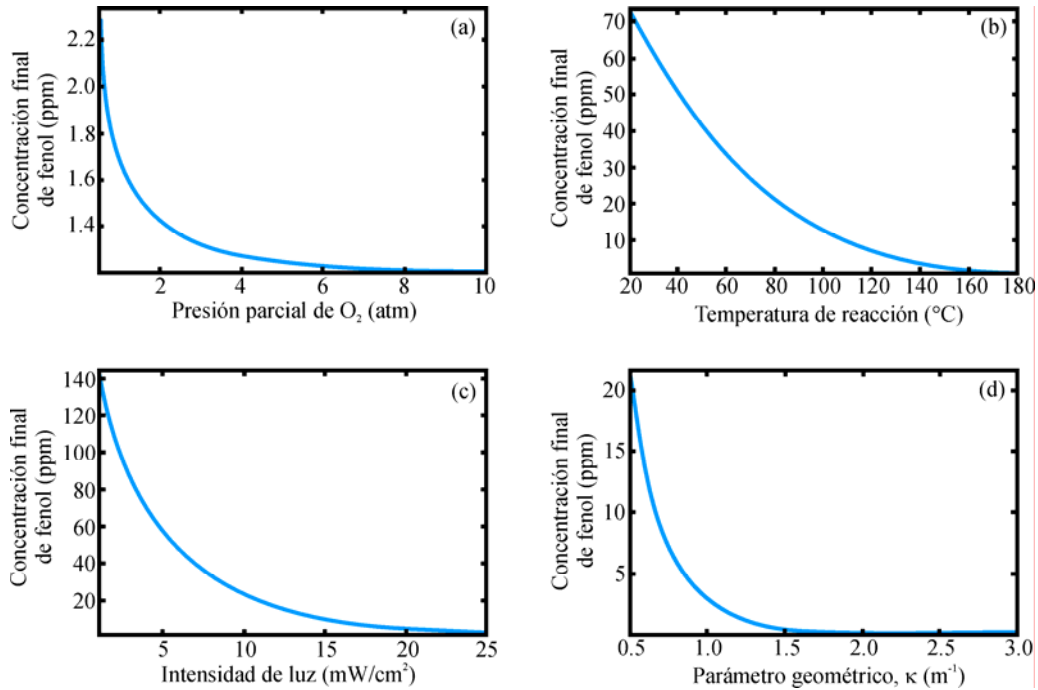 (a)
Concentración final
de fenol (ppm)
2.2
2.0
1.8
1.6
1.4
2 4 6 8 10
Presión parcial de O₂ (atm)
(b)
Concentración final
de fenol (ppm)
70
60
50
40
30
20
10
20 40 60 80 100 120 140 160 180
Temperatura de reacción (°C)
(c)
Concentración final
de fenol (ppm)
140
120
100
80
60
40
20
5 10 15 20 25
Intensidad de luz (mW/cm²)
(d)
Concentración final
de fenol (ppm)
20
15
10
5
0.5 1.0 1.5 2.0 2.5 3.0
Parámetro geométrico, κ (m⁻¹)